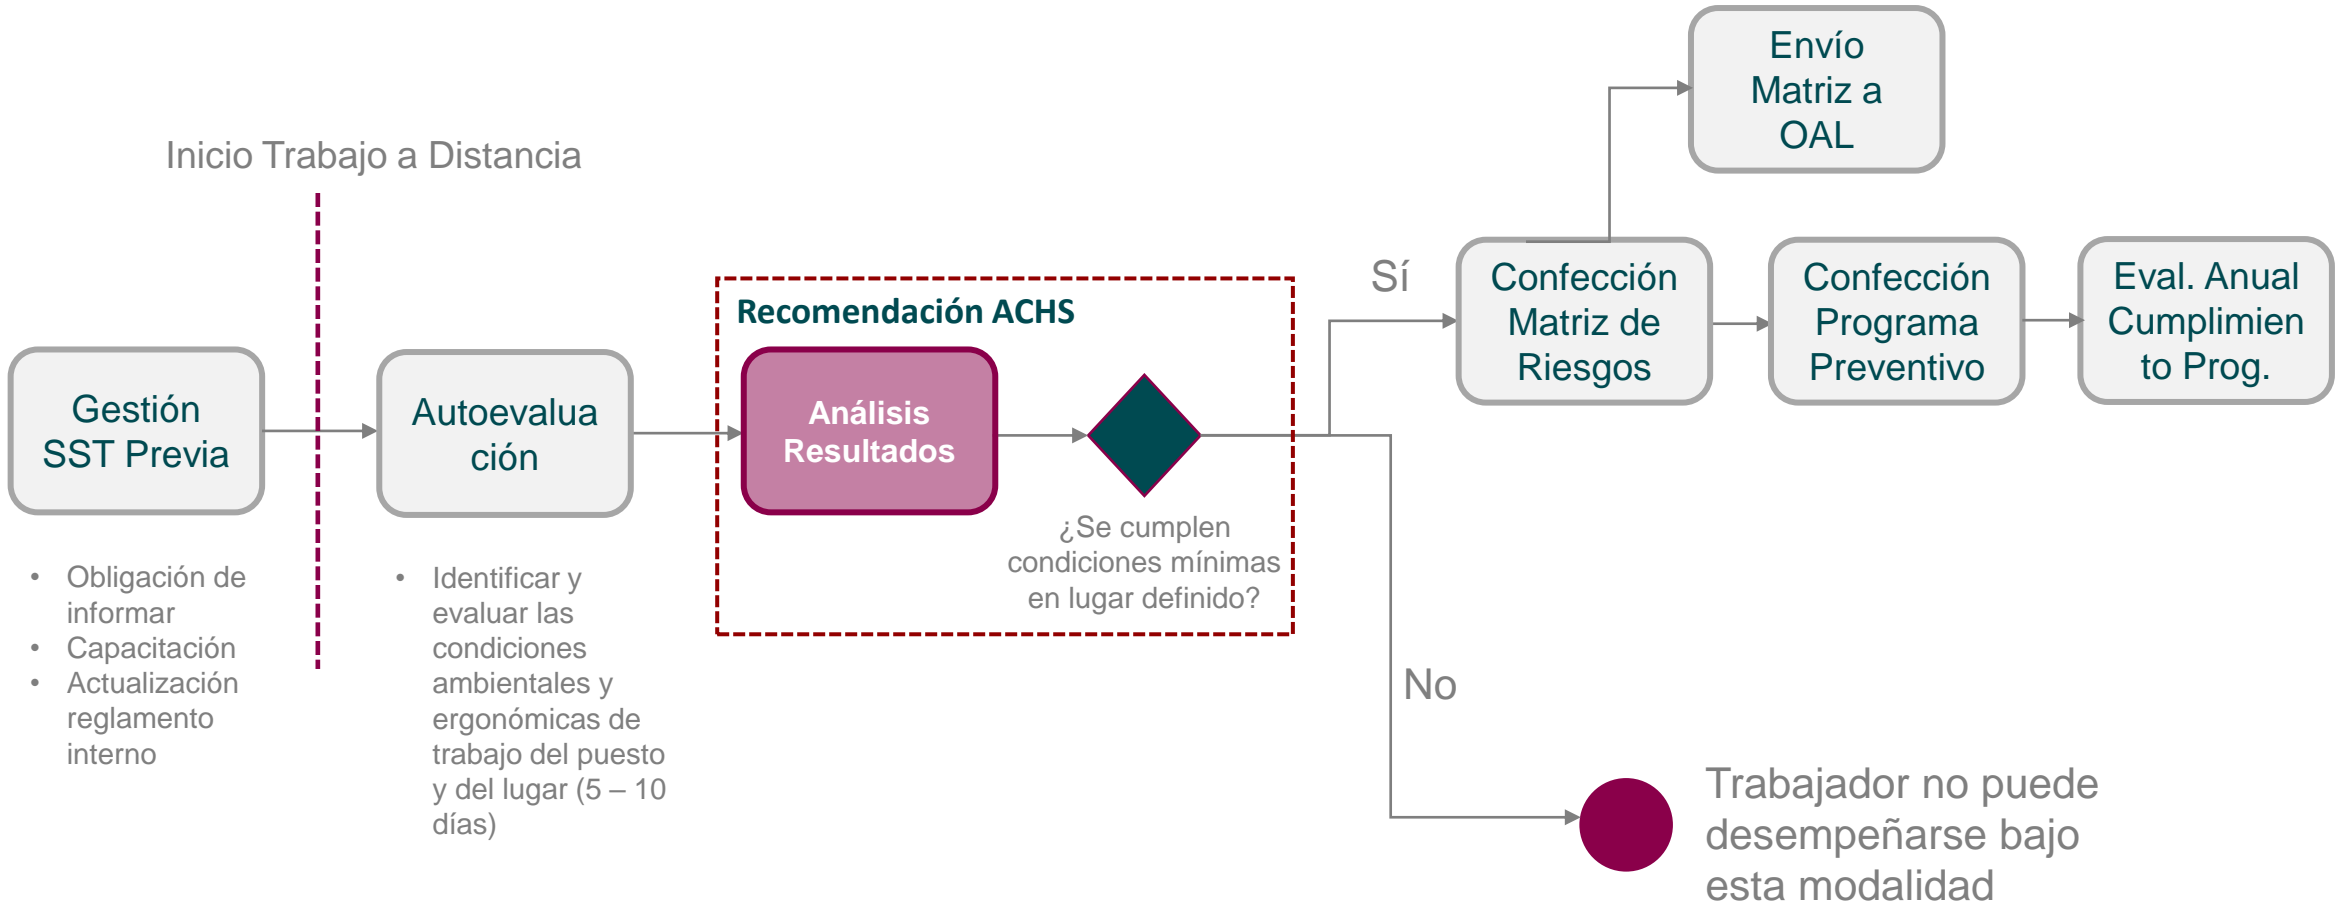 Inicio Trabajo a Distancia
Gestión
SST Previa
• Obligación de
informar
• Capacitación
• Actualización
reglamento
interno
Autoevalua
ción
• Identificar y
evaluar las
condiciones
ambientales y
ergonómicas de
trabajo del puesto
y del lugar (5 – 10
días)
Recomendación ACHS
Análisis
Resultados
¿Se cumplen
condiciones mínimas
en lugar definido?
Sí
Confección
Matriz de
Riesgos
Envío
Matriz a
OAL
Confección
Programa
Preventivo
Eval. Anual
Cumplimien
to Prog.
No
Trabajador no puede
desempeñarse bajo
esta modalidad